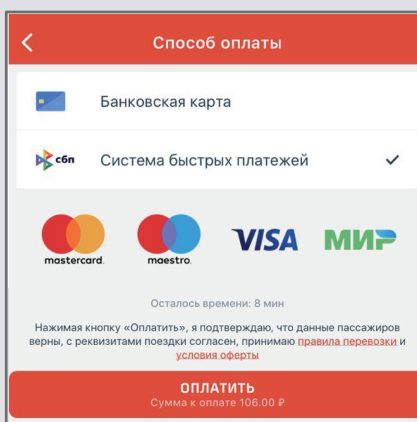 Способ оплаты
Банковская карта
сбп Система быстрых платежей
mastercard. maestro. VISA МИР
Осталось времени: 8 мин
Нажимая кнопку «Оплатить», я подтверждаю, что данные пассажиров
верны, с реквизитами поездки согласен, принимаю правила перевозки и
условия оферты
ОПЛАТИТЬ
Сумма к оплате 106.00 ₽